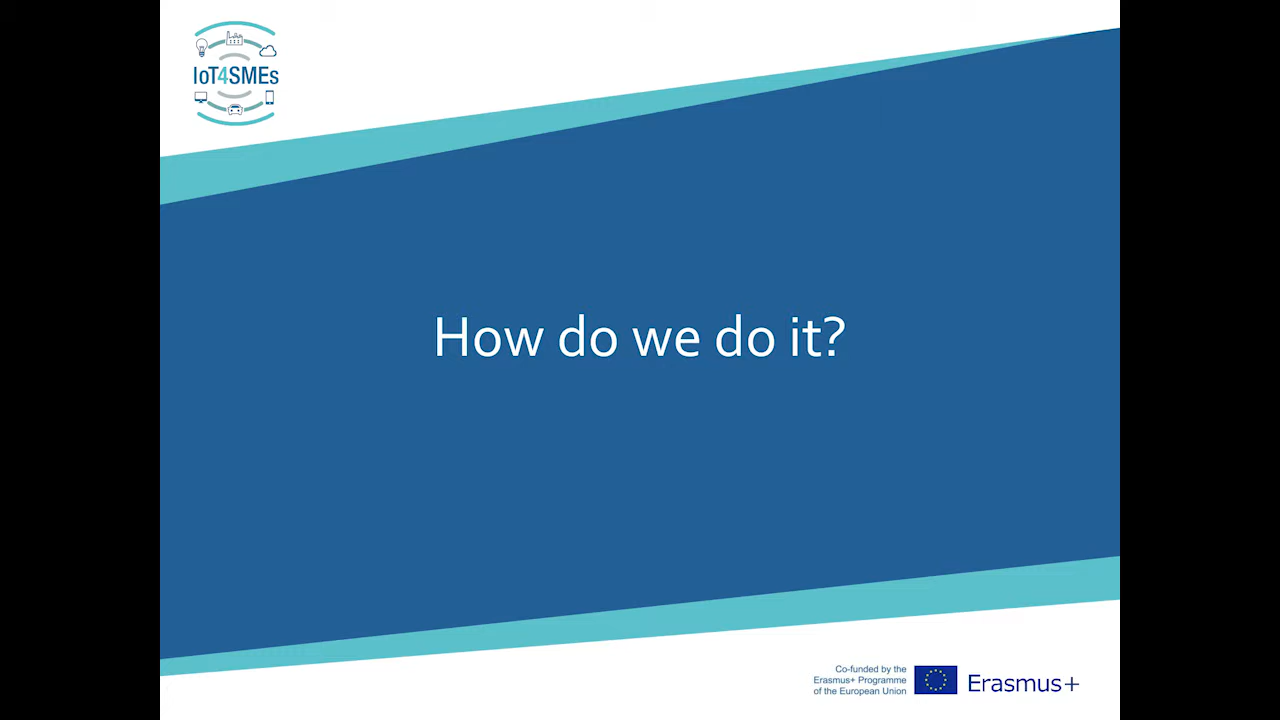 IoT4SMEs
How do we do it?
Co-funded by the
Erasmus+ Programme
of the European Union
Erasmus+